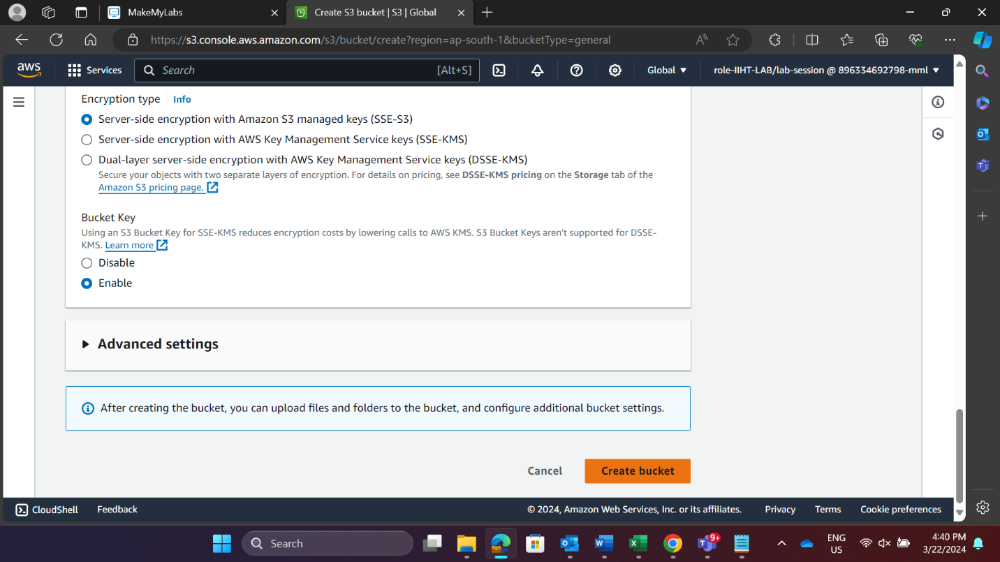 MakeMyLabs
Create S3 bucket | S3 | Global
https://s3.console.aws.amazon.com/s3/bucket/create?region=ap-south-1&bucketType=general
aws
Services
Search
[Alt+S]
Global
role-IIHT-LAB/lab-session @ 896334692798-mml
Encryption type
Info
Server-side encryption with Amazon S3 managed keys (SSE-S3)
Server-side encryption with AWS Key Management Service keys (SSE-KMS)
Dual-layer server-side encryption with AWS Key Management Service keys (DSSE-KMS)
Secure your objects with two separate layers of encryption. For details on pricing, see DSSE-KMS pricing on the Storage tab of the
Amazon S3 pricing page.
Bucket Key
Using an S3 Bucket Key for SSE-KMS reduces encryption costs by lowering calls to AWS KMS. S3 Bucket Keys aren't supported for DSSE-
KMS. Learn more
Disable
Enable
Advanced settings
After creating the bucket, you can upload files and folders to the bucket, and configure additional bucket settings.
Cancel
Create bucket
CloudShell
Feedback
© 2024, Amazon Web Services, Inc. or its affiliates.
Privacy
Terms
Cookie preferences
Search
9+
ENG
US
4:40 PM
3/22/2024